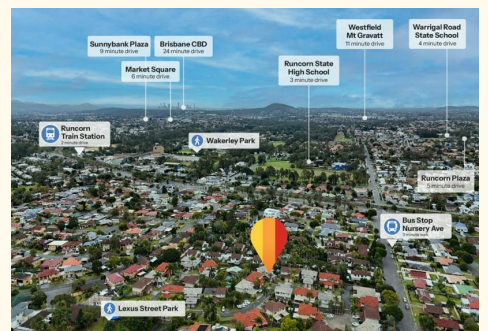 Westfield
Mt Gravatt
11 minute drive
Warrigal Road
State School
4 minute drive
Sunnybank Plaza
9 minute drive
Brisbane CBD
24 minute drive
Market Square
6 minute drive
Runcorn State
High School
3 minute drive
Runcorn
Train Station
Wakerley Park
Runcorn Plaza
5 minute drive
Bus Stop
Nursery Ave
Lexus Street Park